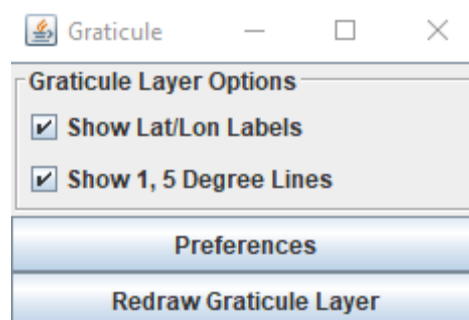 Graticule
Graticule Layer Options
Show Lat/Lon Labels
Show 1, 5 Degree Lines
Preferences
Redraw Graticule Layer